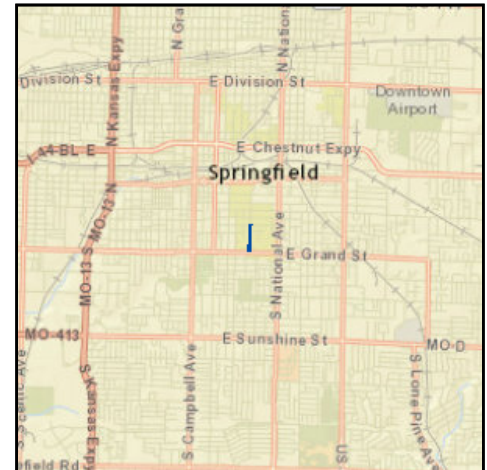 N Gra
N Nation
N Kansas Expy
Division St
E Division St
Downtown
Airport
E Chestnut Expy
I-44 BL E
Springfield
MO-13 N
MO-13 S
S National Ave
E Grand St
MO-413
E Sunshine St
MO-D
S Scenic Ave
S Kansas Expy
S Campbell Ave
US
S Lone Pine Ave
efield Rd